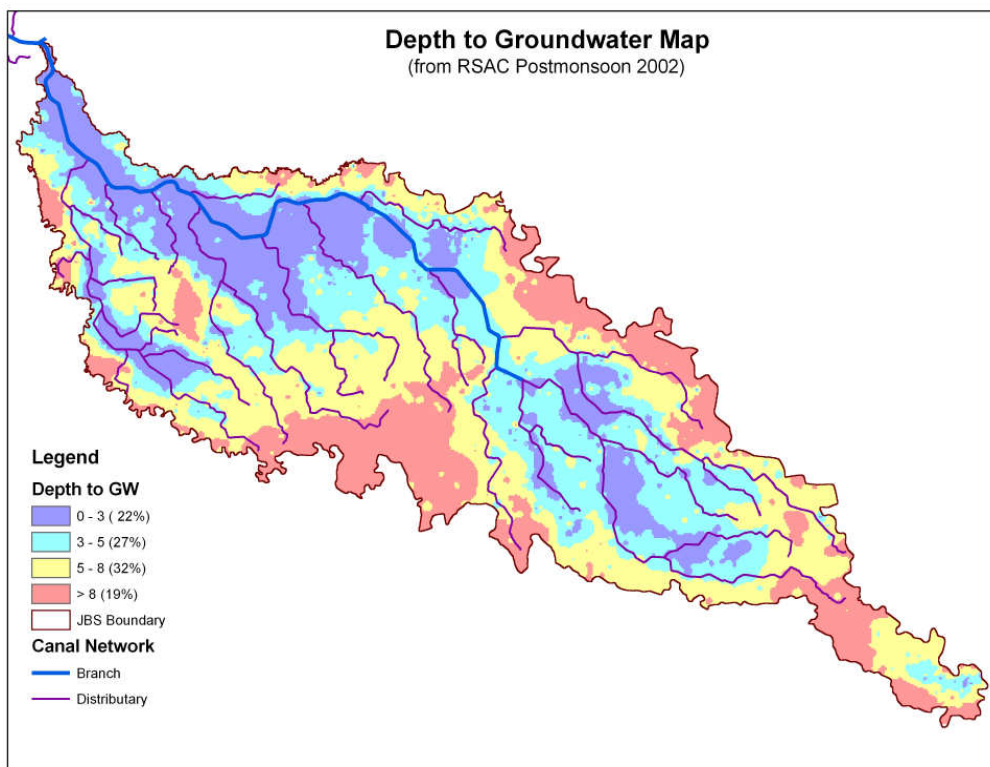 Depth to Groundwater Map
(from RSAC Postmonsoon 2002)
Legend
Depth to GW
0 - 3 ( 22%)
3 - 5 (27%)
5 - 8 (32%)
> 8 (19%)
JBS Boundary
Canal Network
Branch
Distributary